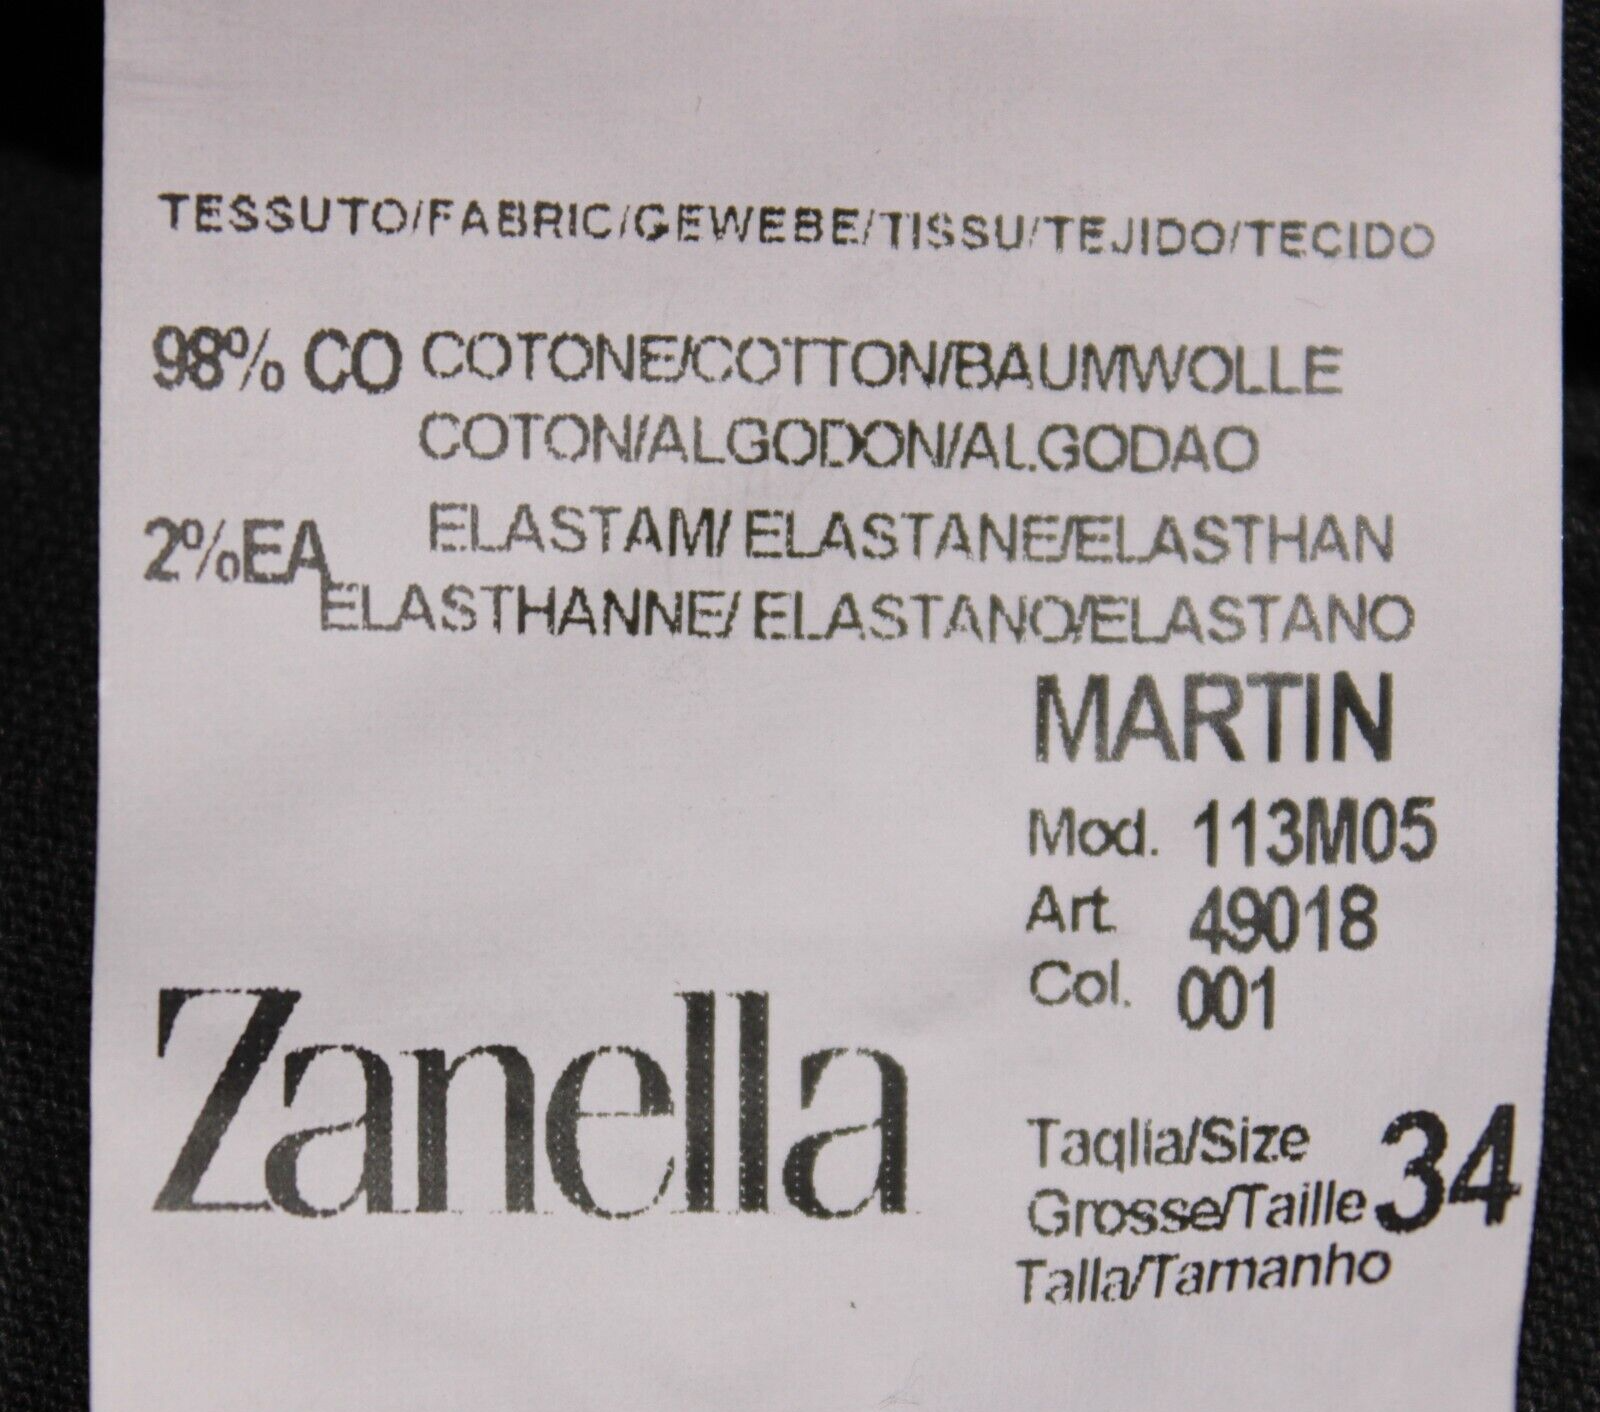 TESSUTO/FABRIC/GEWEBE/TISSU/TEJIDO/TECIDO
98% CO COTONE/COTTON/BAUMWOLLE
COTON/ALGODON/ALGODAO
2%EA ELASTAM/ ELASTANE/ELASTHAN
ELASTHANNE/ ELASTANO/ELASTANO
MARTIN
Mod. 113M05
Art. 49018
Col. 001
Zanella
Taglia/Size
Grosse/Taille 34
Talla/Tamanho